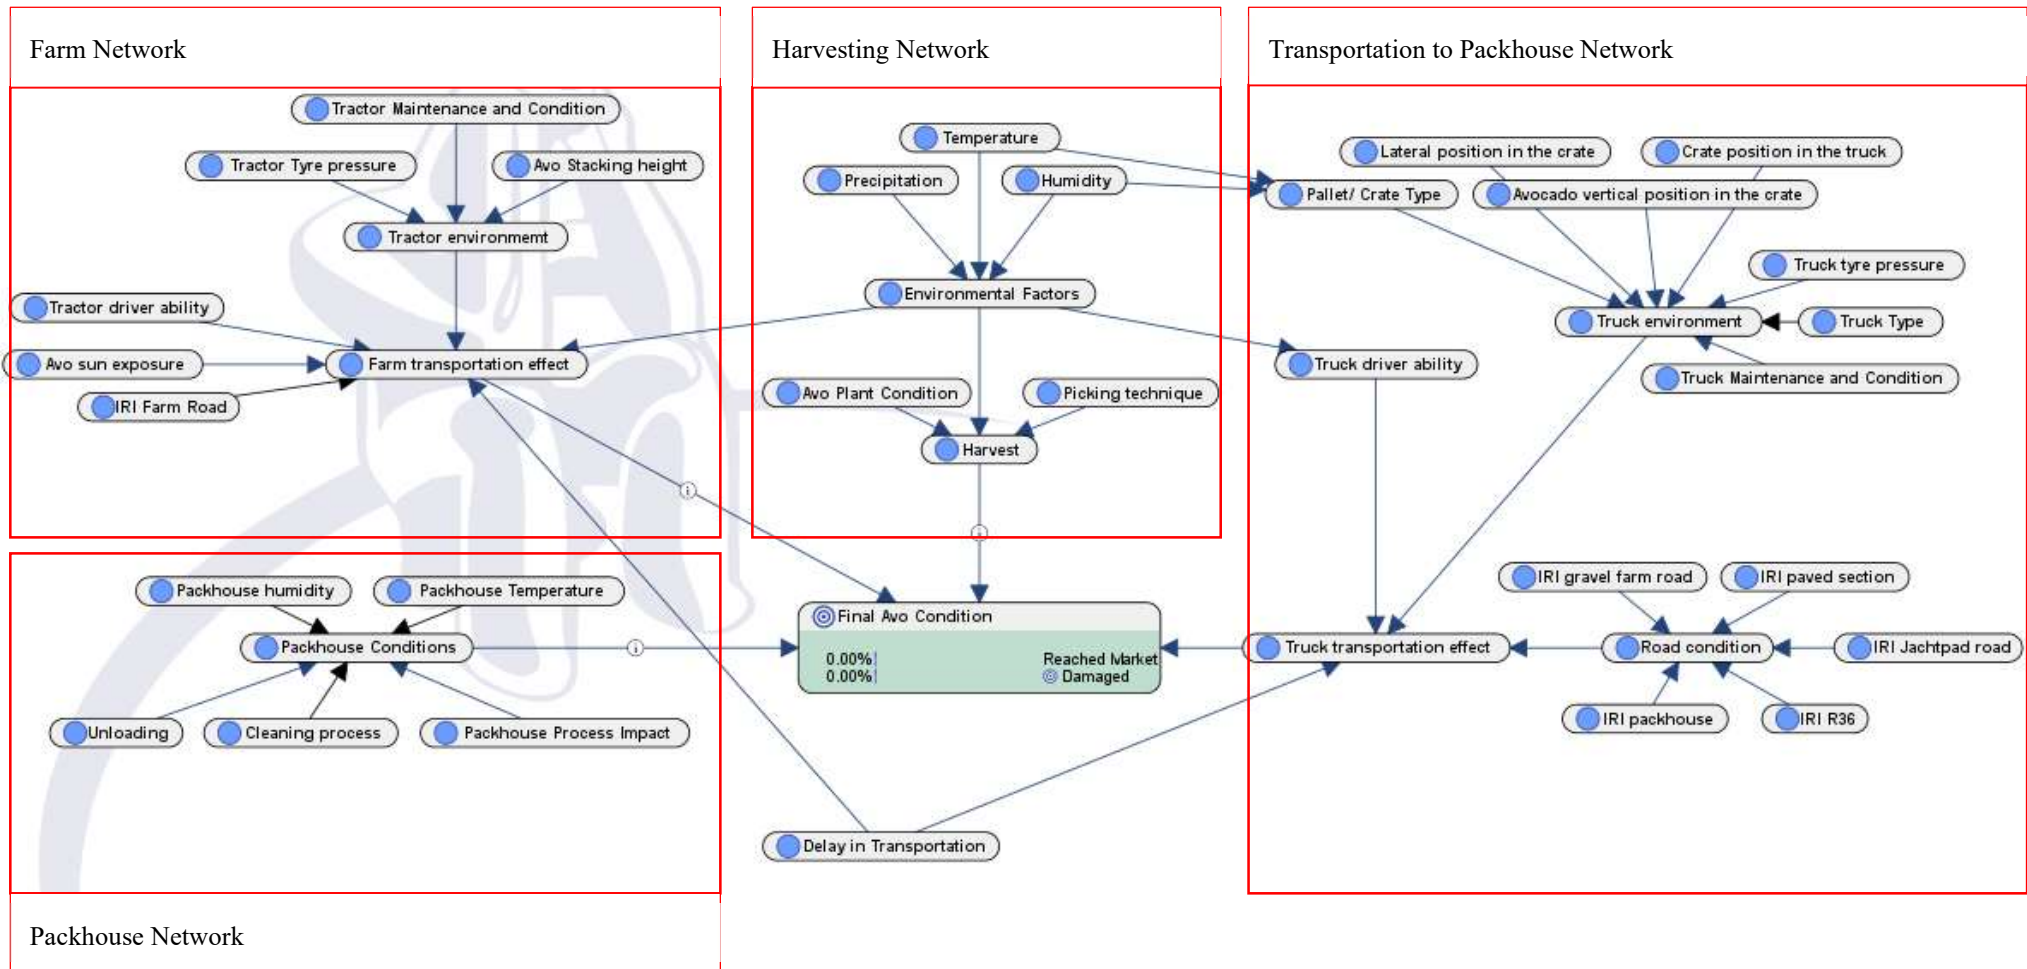 Farm Network
Harvesting Network
Transportation to Packhouse Network
Tractor Maintenance and Condition
Tractor Tyre pressure
Avo Stacking height
Tractor environmemt
Tractor driver ability
Avo sun exposure
Farm transportation effect
IRI Farm Road
Temperature
Precipitation
Humidity
Environmental Factors
Avo Plant Condition
Picking technique
Harvest
Lateral position in the crate
Crate position in the truck
Pallet/ Crate Type
Avocado vertical position in the crate
Truck tyre pressure
Truck environment
Truck Type
Truck driver ability
Truck Maintenance and Condition
IRI gravel farm road
IRI paved section
Truck transportation effect
Road condition
IRI Jachtpad road
IRI packhouse
IRI R36
Packhouse humidity
Packhouse Temperature
Packhouse Conditions
Unloading
Cleaning process
Packhouse Process Impact
Final Avo Condition
0.00% Reached Market
0.00% Damaged
Delay in Transportation
Packhouse Network